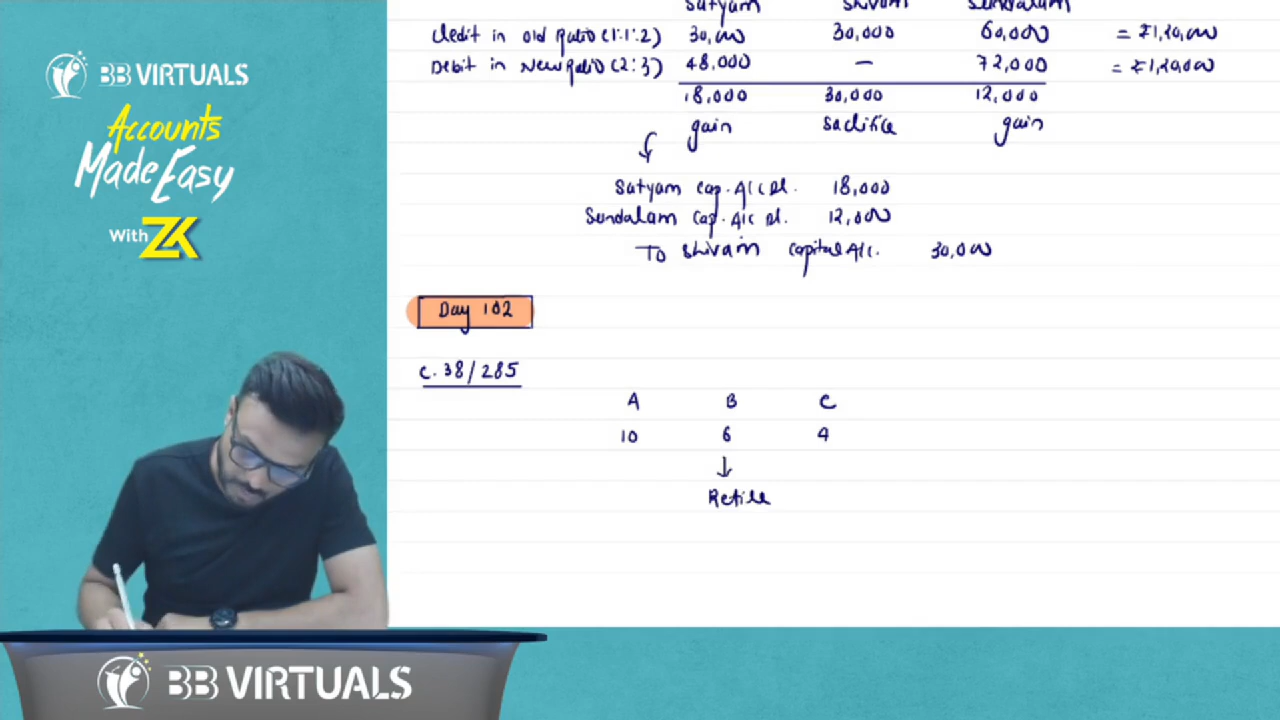 BB VIRTUALS
Accounts
Made Easy
With ZK
Satyam Shivam Sundaram
Credit in old Ratio (1:1:2) 30,000 30,000 60,000 = ₹1,20,000
Debit in New Ratio (2:3) 48,000 — 72,000 = ₹1,20,000
18,000 30,000 12,000
gain Sacrifice gain
Satyam Cap. A/c Dr. 18,000
Sundaram Cap. A/c Dr. 12,000
To Shivam Capital A/c. 30,000
Day 102
C. 38/285
A B C
10 6 4
Retire
BB VIRTUALS